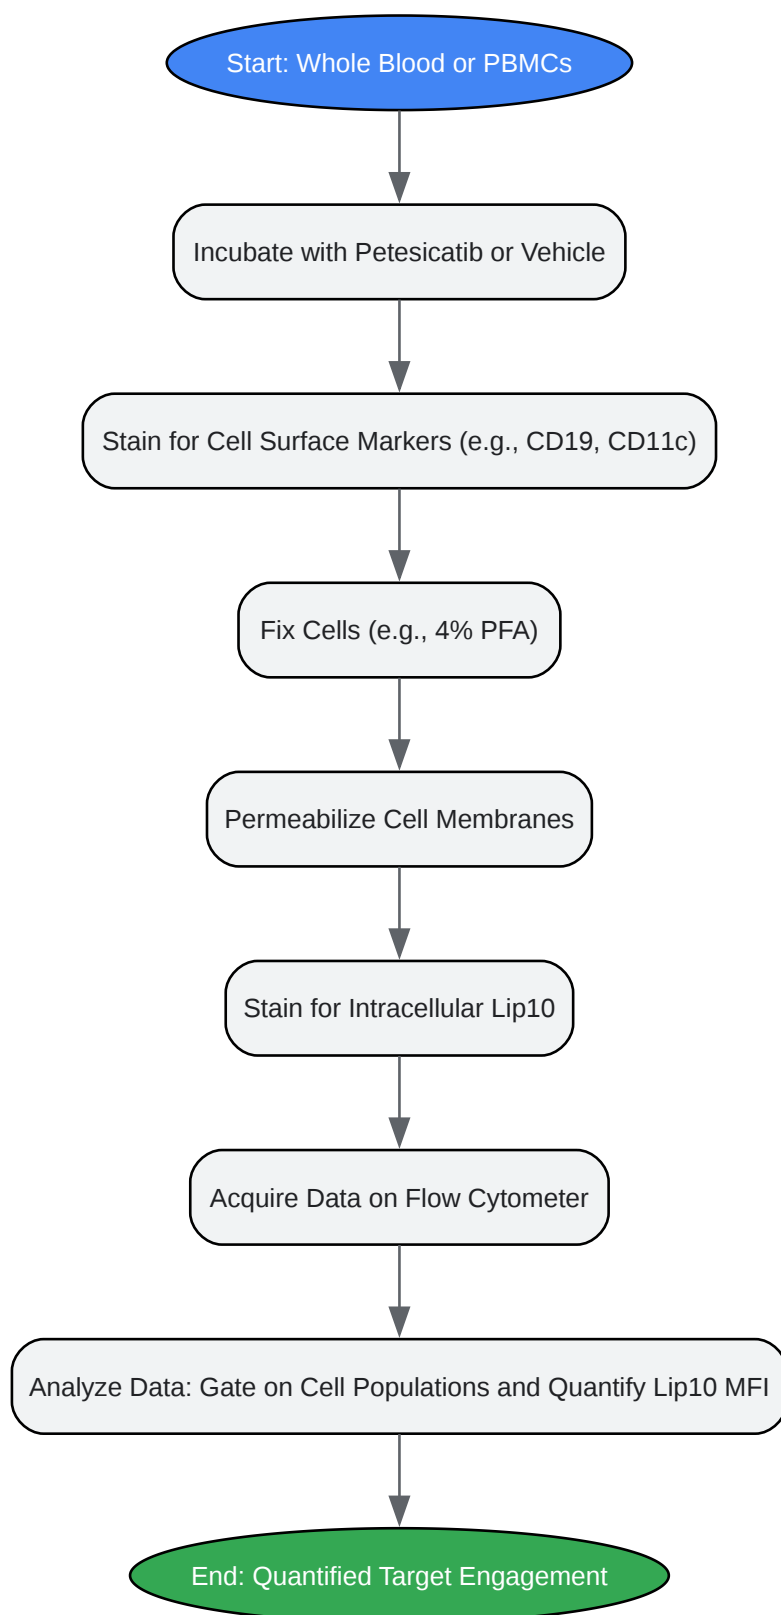 Start: Whole Blood or PBMCs
Incubate with Petesicatib or Vehicle
Stain for Cell Surface Markers (e.g., CD19, CD11c)
Fix Cells (e.g., 4% PFA)
Permeabilize Cell Membranes
Stain for Intracellular Lip10
Acquire Data on Flow Cytometer
Analyze Data: Gate on Cell Populations and Quantify Lip10 MFI
End: Quantified Target Engagement